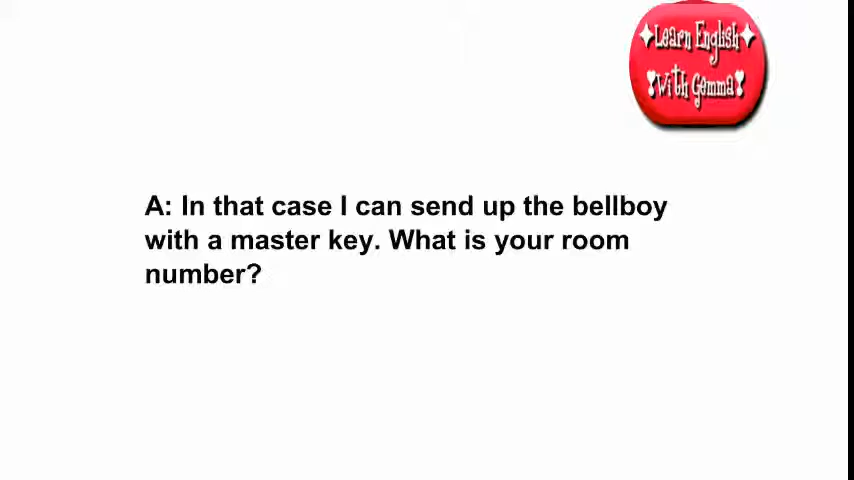 ✦Learn English✦
❣With Gemma❣
A: In that case I can send up the bellboy
with a master key. What is your room
number?